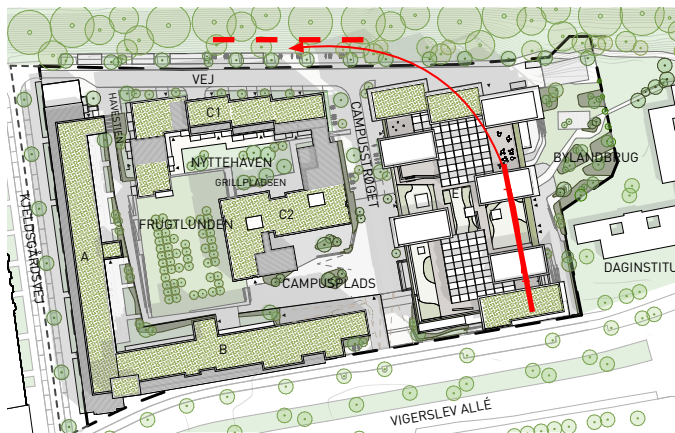 VEJ
HAVESTIEN
C1
CAMPUSSTRØGET
NYTTEHAVEN
GRILLPLADSEN
BYLANDBRUG
E
KJELDSGÅRDSVEJ
FRUGTLUNDEN
C2
A
DAGINSTITU
CAMPUSPLADS
B
VIGERSLEV ALLÉ